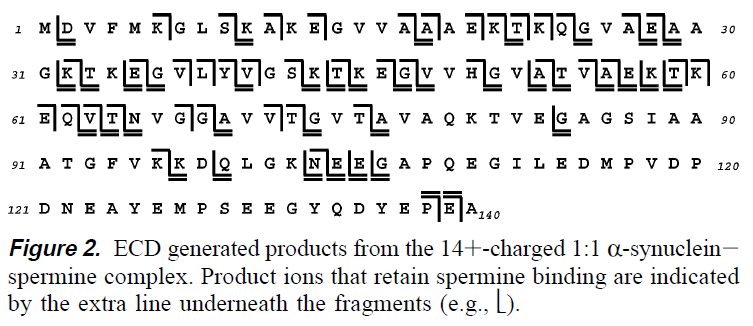 1 M D V F M K G L S K A K E G V V A A A E K T K Q G V A E A A 30
31 G K T K E G V L Y V G S K T K E G V V H G V A T V A E K T K 60
61 E Q V T N V G G A V V T G V T A V A Q K T V E G A G S I A A 90
91 A T G F V K K D Q L G K N E E G A P Q E G I L E D M P V D P 120
121 D N E A Y E M P S E E G Y Q D Y E P E A 140
Figure 2. ECD generated products from the 14+-charged 1:1 α-synuclein−
spermine complex. Product ions that retain spermine binding are indicated
by the extra line underneath the fragments (e.g., ⌊).